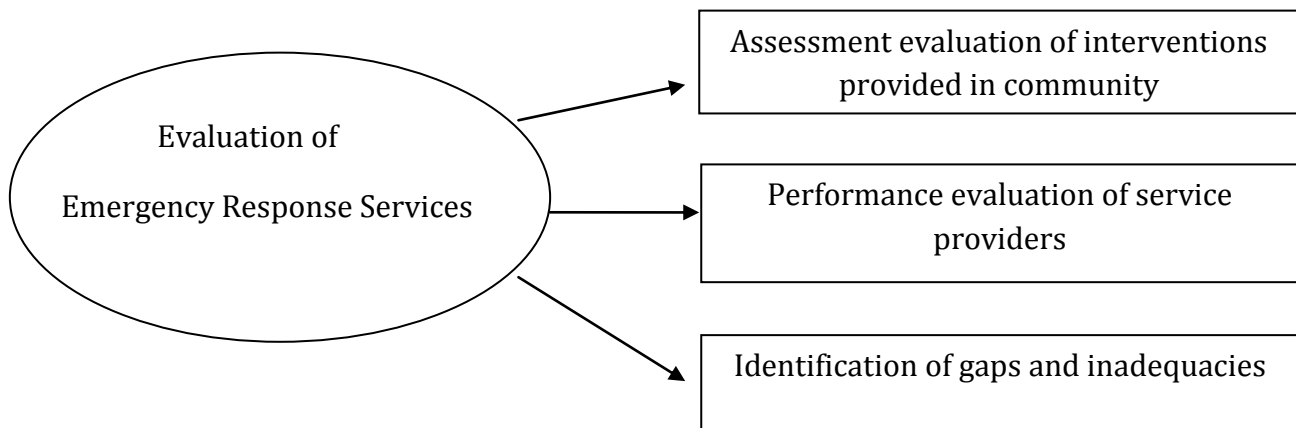 Evaluation of
Emergency Response Services
Assessment evaluation of interventions
provided in community
Performance evaluation of service
providers
Identification of gaps and inadequacies